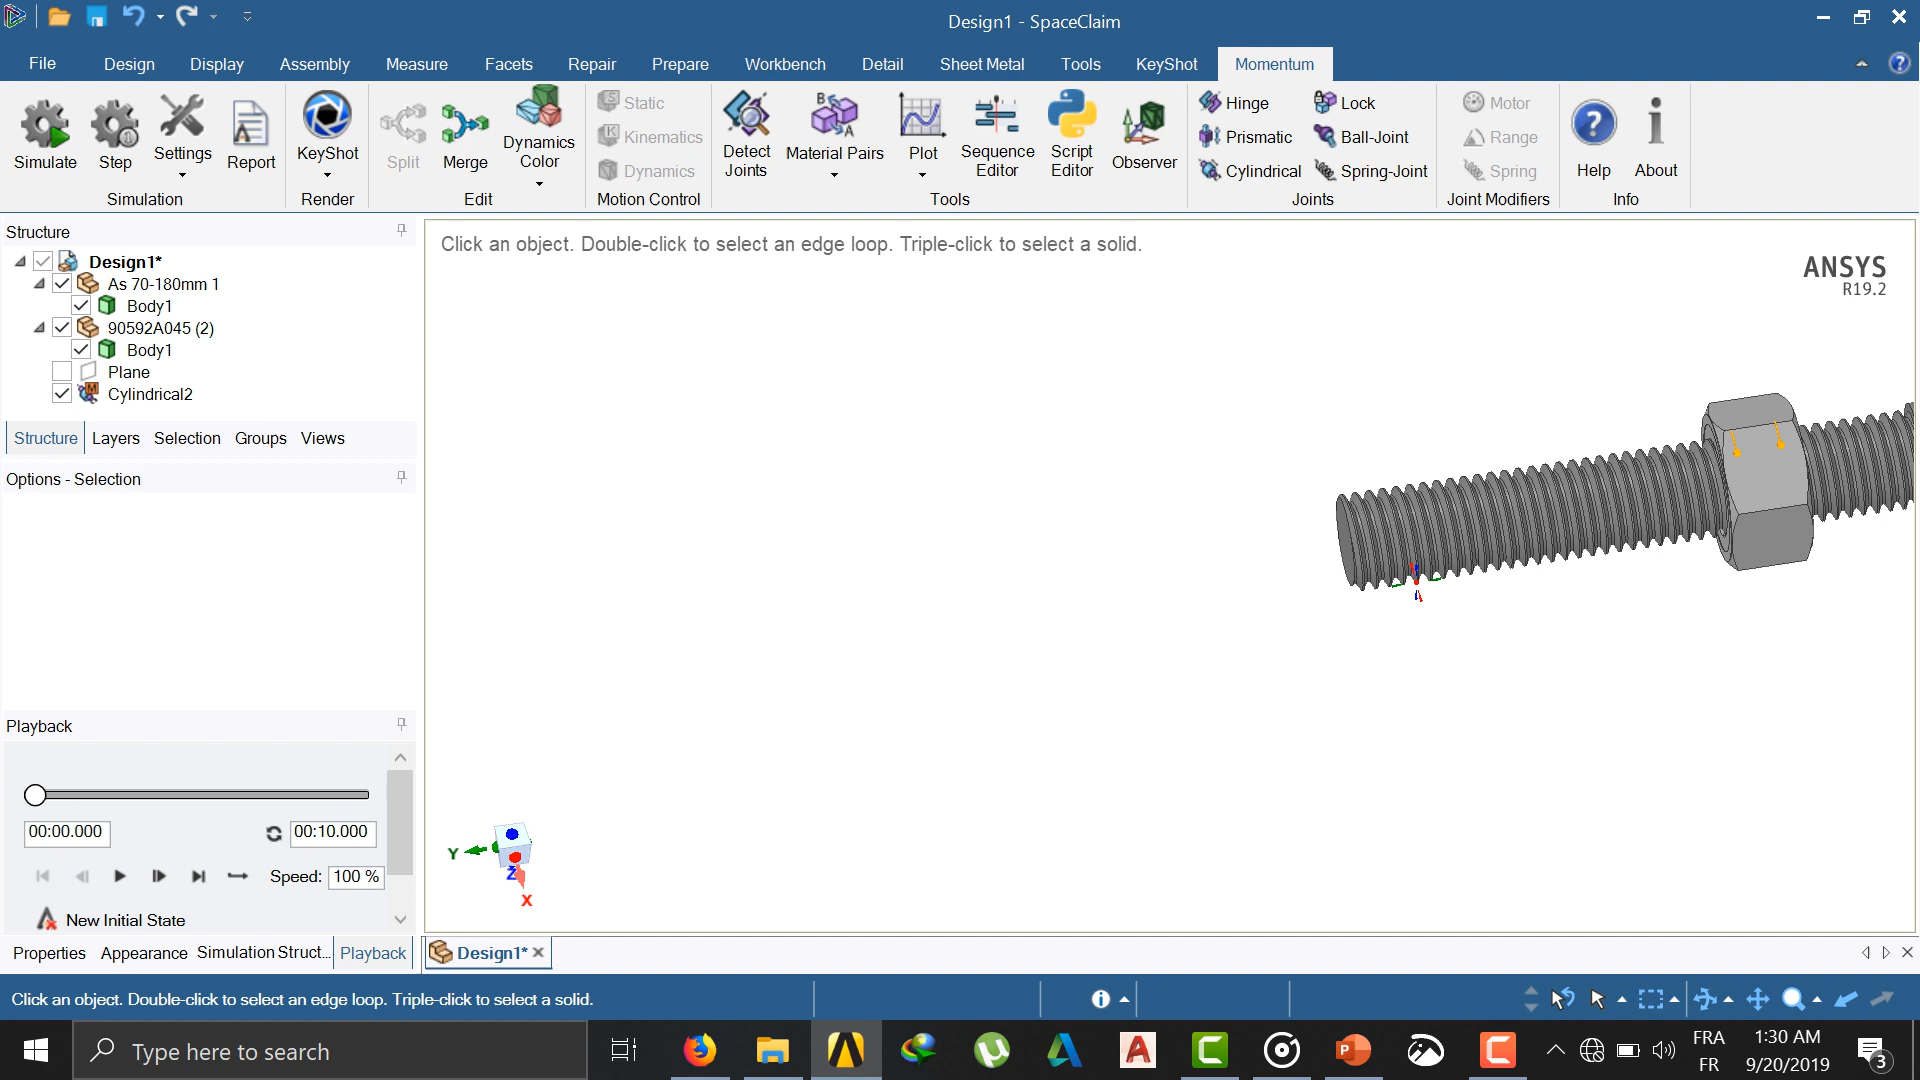 Design1 - SpaceClaim
File Design Display Assembly Measure Facets Repair Prepare Workbench Detail Sheet Metal Tools KeyShot Momentum
Simulate Step Settings Report
Simulation
KeyShot
Render
Split Merge Dynamics Color
Edit
Static
Kinematics
Dynamics
Motion Control
Detect Joints Material Pairs Plot Sequence Editor Script Editor Observer
Tools
Hinge Lock
Prismatic Ball-Joint
Cylindrical Spring-Joint
Joints
Motor
Range
Spring
Joint Modifiers
Help About
Info
Structure
Design1*
As 70-180mm 1
Body1
90592A045 (2)
Body1
Plane
Cylindrical2
Structure Layers Selection Groups Views
Options - Selection
Playback
00:00.000 00:10.000
Speed: 100 %
New Initial State
Properties Appearance Simulation Struct... Playback
Click an object. Double-click to select an edge loop. Triple-click to select a solid.
ANSYS
R19.2
Y
Z
X
Design1*
Click an object. Double-click to select an edge loop. Triple-click to select a solid.
Type here to search
FRA
FR
1:30 AM
9/20/2019
3